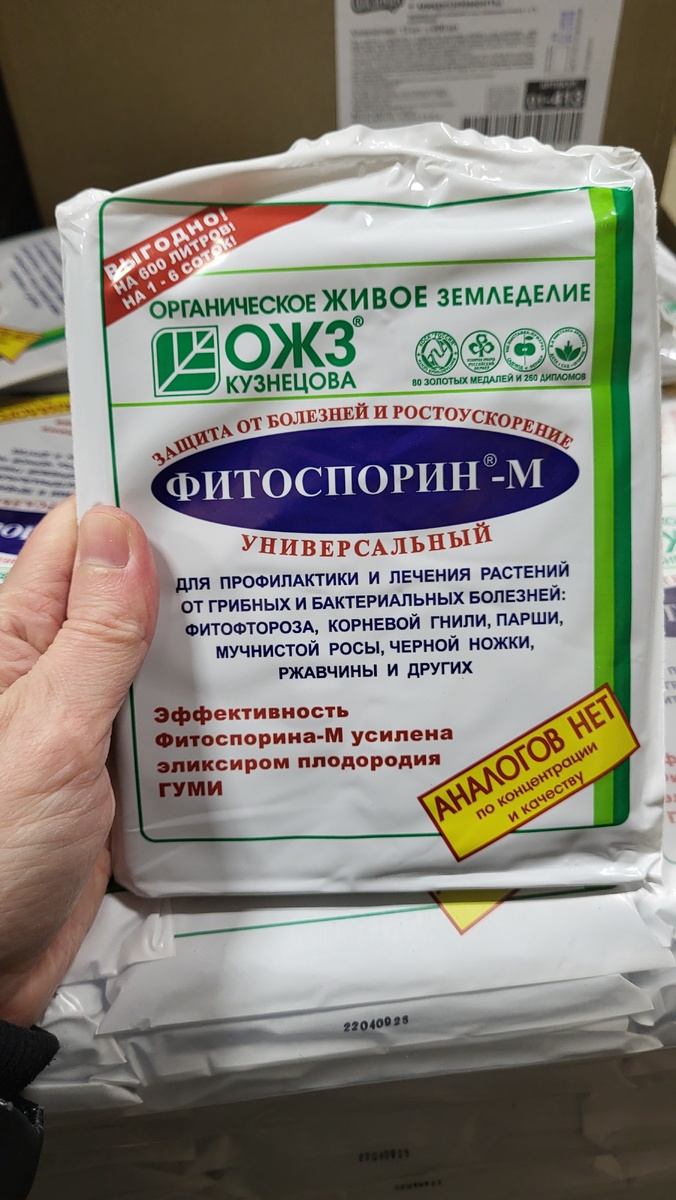 ВЫГОДНО!
НА 600 ЛИТРОВ!
НА 1 - 6 СОТОК!
ОРГАНИЧЕСКОЕ ЖИВОЕ ЗЕМЛЕДЕЛИЕ
ОЖЗ®
КУЗНЕЦОВА
80 ЗОЛОТЫХ МЕДАЛЕЙ И 260 ДИПЛОМОВ
ЗАЩИТА ОТ БОЛЕЗНЕЙ И РОСТОУСКОРЕНИЕ
ФИТОСПОРИН®-М
УНИВЕРСАЛЬНЫЙ
ДЛЯ ПРОФИЛАКТИКИ И ЛЕЧЕНИЯ РАСТЕНИЙ
ОТ ГРИБНЫХ И БАКТЕРИАЛЬНЫХ БОЛЕЗНЕЙ:
ФИТОФТОРОЗА, КОРНЕВОЙ ГНИЛИ, ПАРШИ,
МУЧНИСТОЙ РОСЫ, ЧЕРНОЙ НОЖКИ,
РЖАВЧИНЫ И ДРУГИХ
Эффективность
Фитоспорина-М усилена
эликсиром плодородия
ГУМИ
АНАЛОГОВ НЕТ
по концентрации
и качеству
22040923